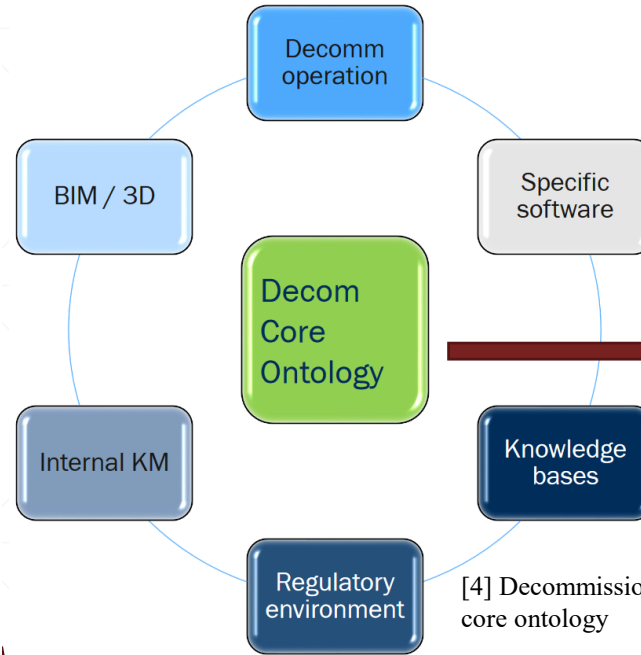 Decomm
operation
BIM / 3D
Specific
software
Decom
Core
Ontology
Internal KM
Knowledge
bases
Regulatory
environment
[4] Decommissio
core ontology